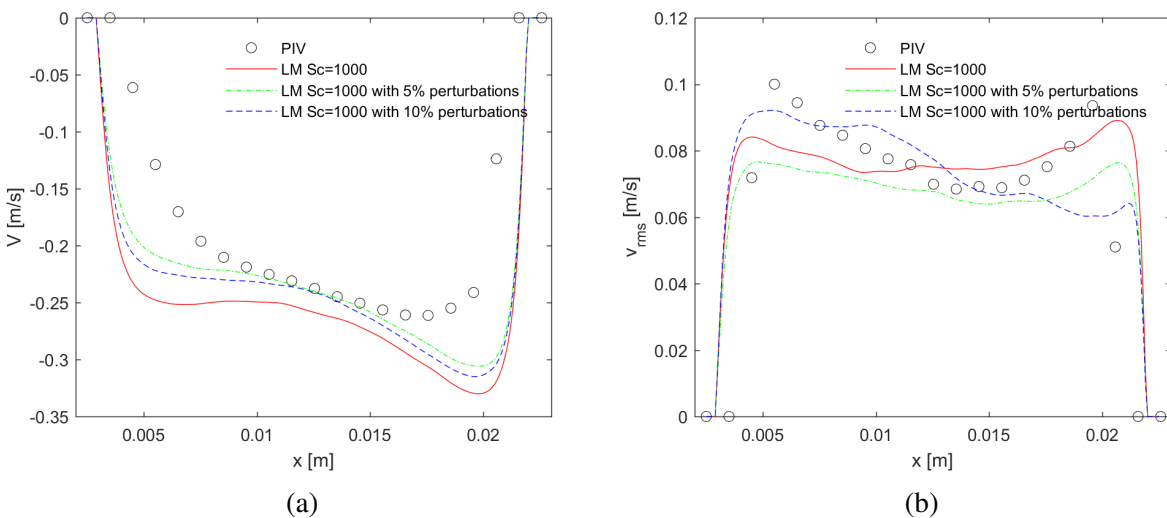 0
-0.05
-0.1
-0.15
-0.2
-0.25
-0.3
-0.35
V [m/s]
0.005
0.01
0.015
0.02
x [m]
PIV
LM Sc=1000
LM Sc=1000 with 5% perturbations
LM Sc=1000 with 10% perturbations
(a)
0.12
0.1
0.08
0.06
0.04
0.02
0
v_rms [m/s]
0.005
0.01
0.015
0.02
x [m]
PIV
LM Sc=1000
LM Sc=1000 with 5% perturbations
LM Sc=1000 with 10% perturbations
(b)